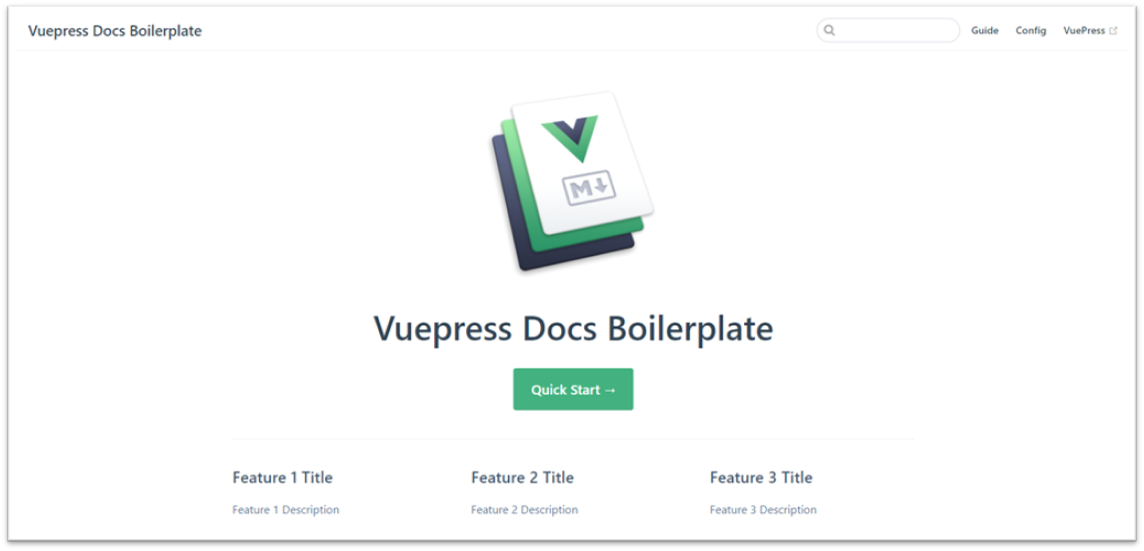 Vuepress Docs Boilerplate
Guide Config VuePress
M
Vuepress Docs Boilerplate
Quick Start →
Feature 1 Title Feature 2 Title Feature 3 Title
Feature 1 Description Feature 2 Description Feature 3 Description